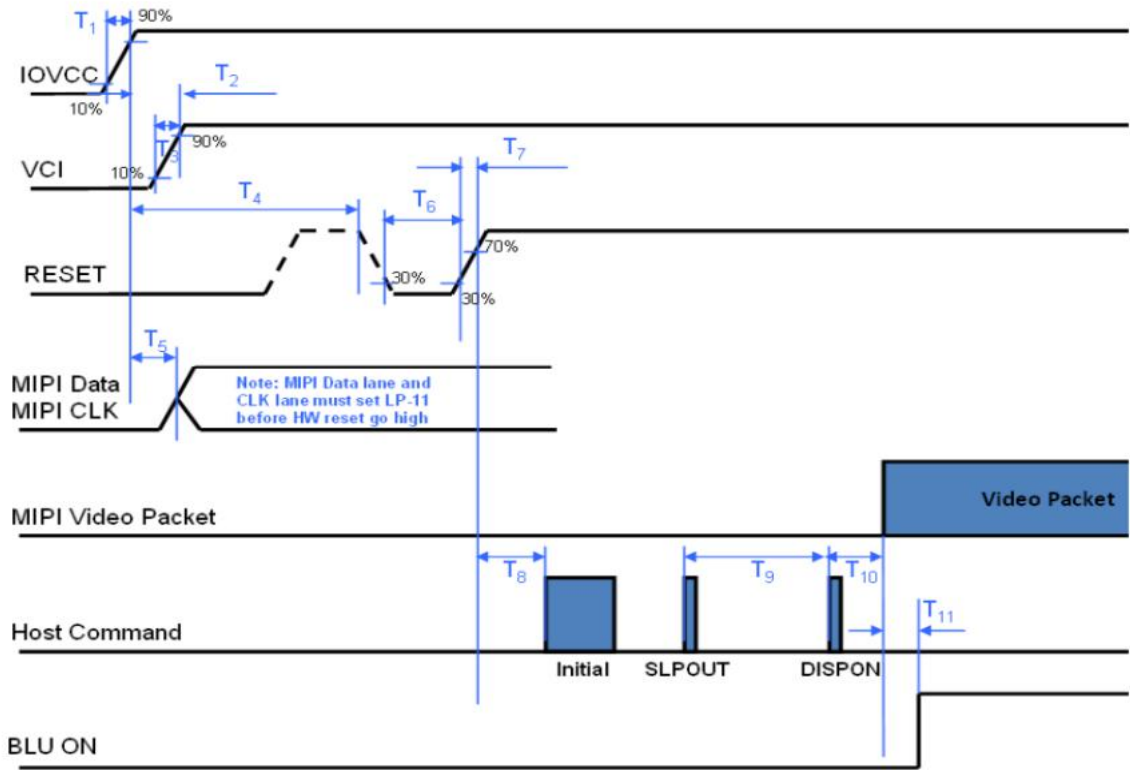 T1
90%
IOVCC
10%
T2
T3
90%
10%
VCI
T4
T6
T7
70%
RESET
30%
30%
T5
MIPI Data
MIPI CLK
Note: MIPI Data lane and
CLK lane must set LP-11
before HW reset go high
Video Packet
MIPI Video Packet
T8
T9
T10
T11
Host Command
Initial
SLPOUT
DISPON
BLU ON